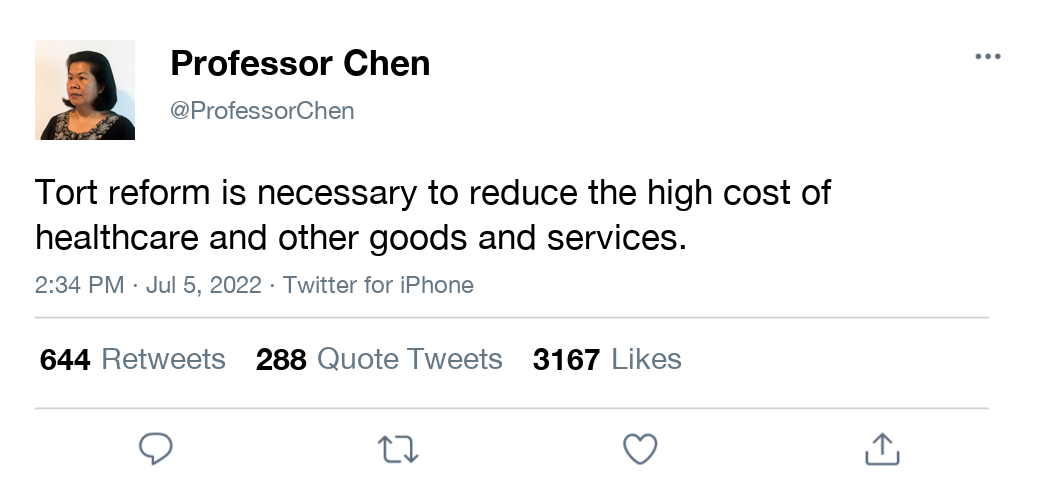 Professor Chen
@ProfessorChen
Tort reform is necessary to reduce the high cost of
healthcare and other goods and services.
2:34 PM · Jul 5, 2022 · Twitter for iPhone
644 Retweets 288 Quote Tweets 3167 Likes